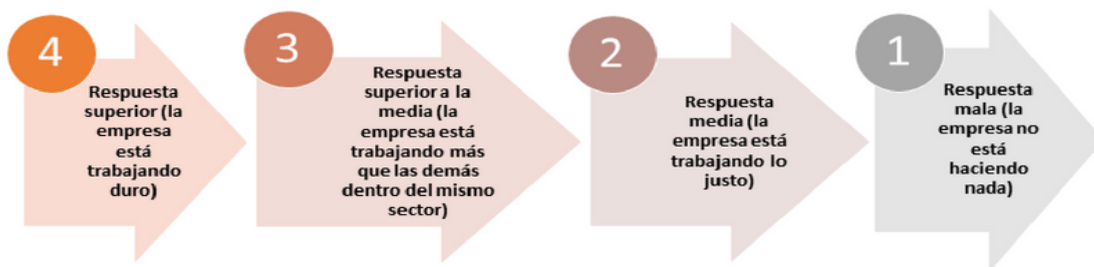 4
Respuesta
superior (la
empresa
está
trabajando
duro)
3
Respuesta
superior a la
media (la
empresa está
trabajando más
que las demás
dentro del mismo
sector)
2
Respuesta
media (la
empresa está
trabajando lo
justo)
1
Respuesta
mala (la
empresa no
está
haciendo
nada)